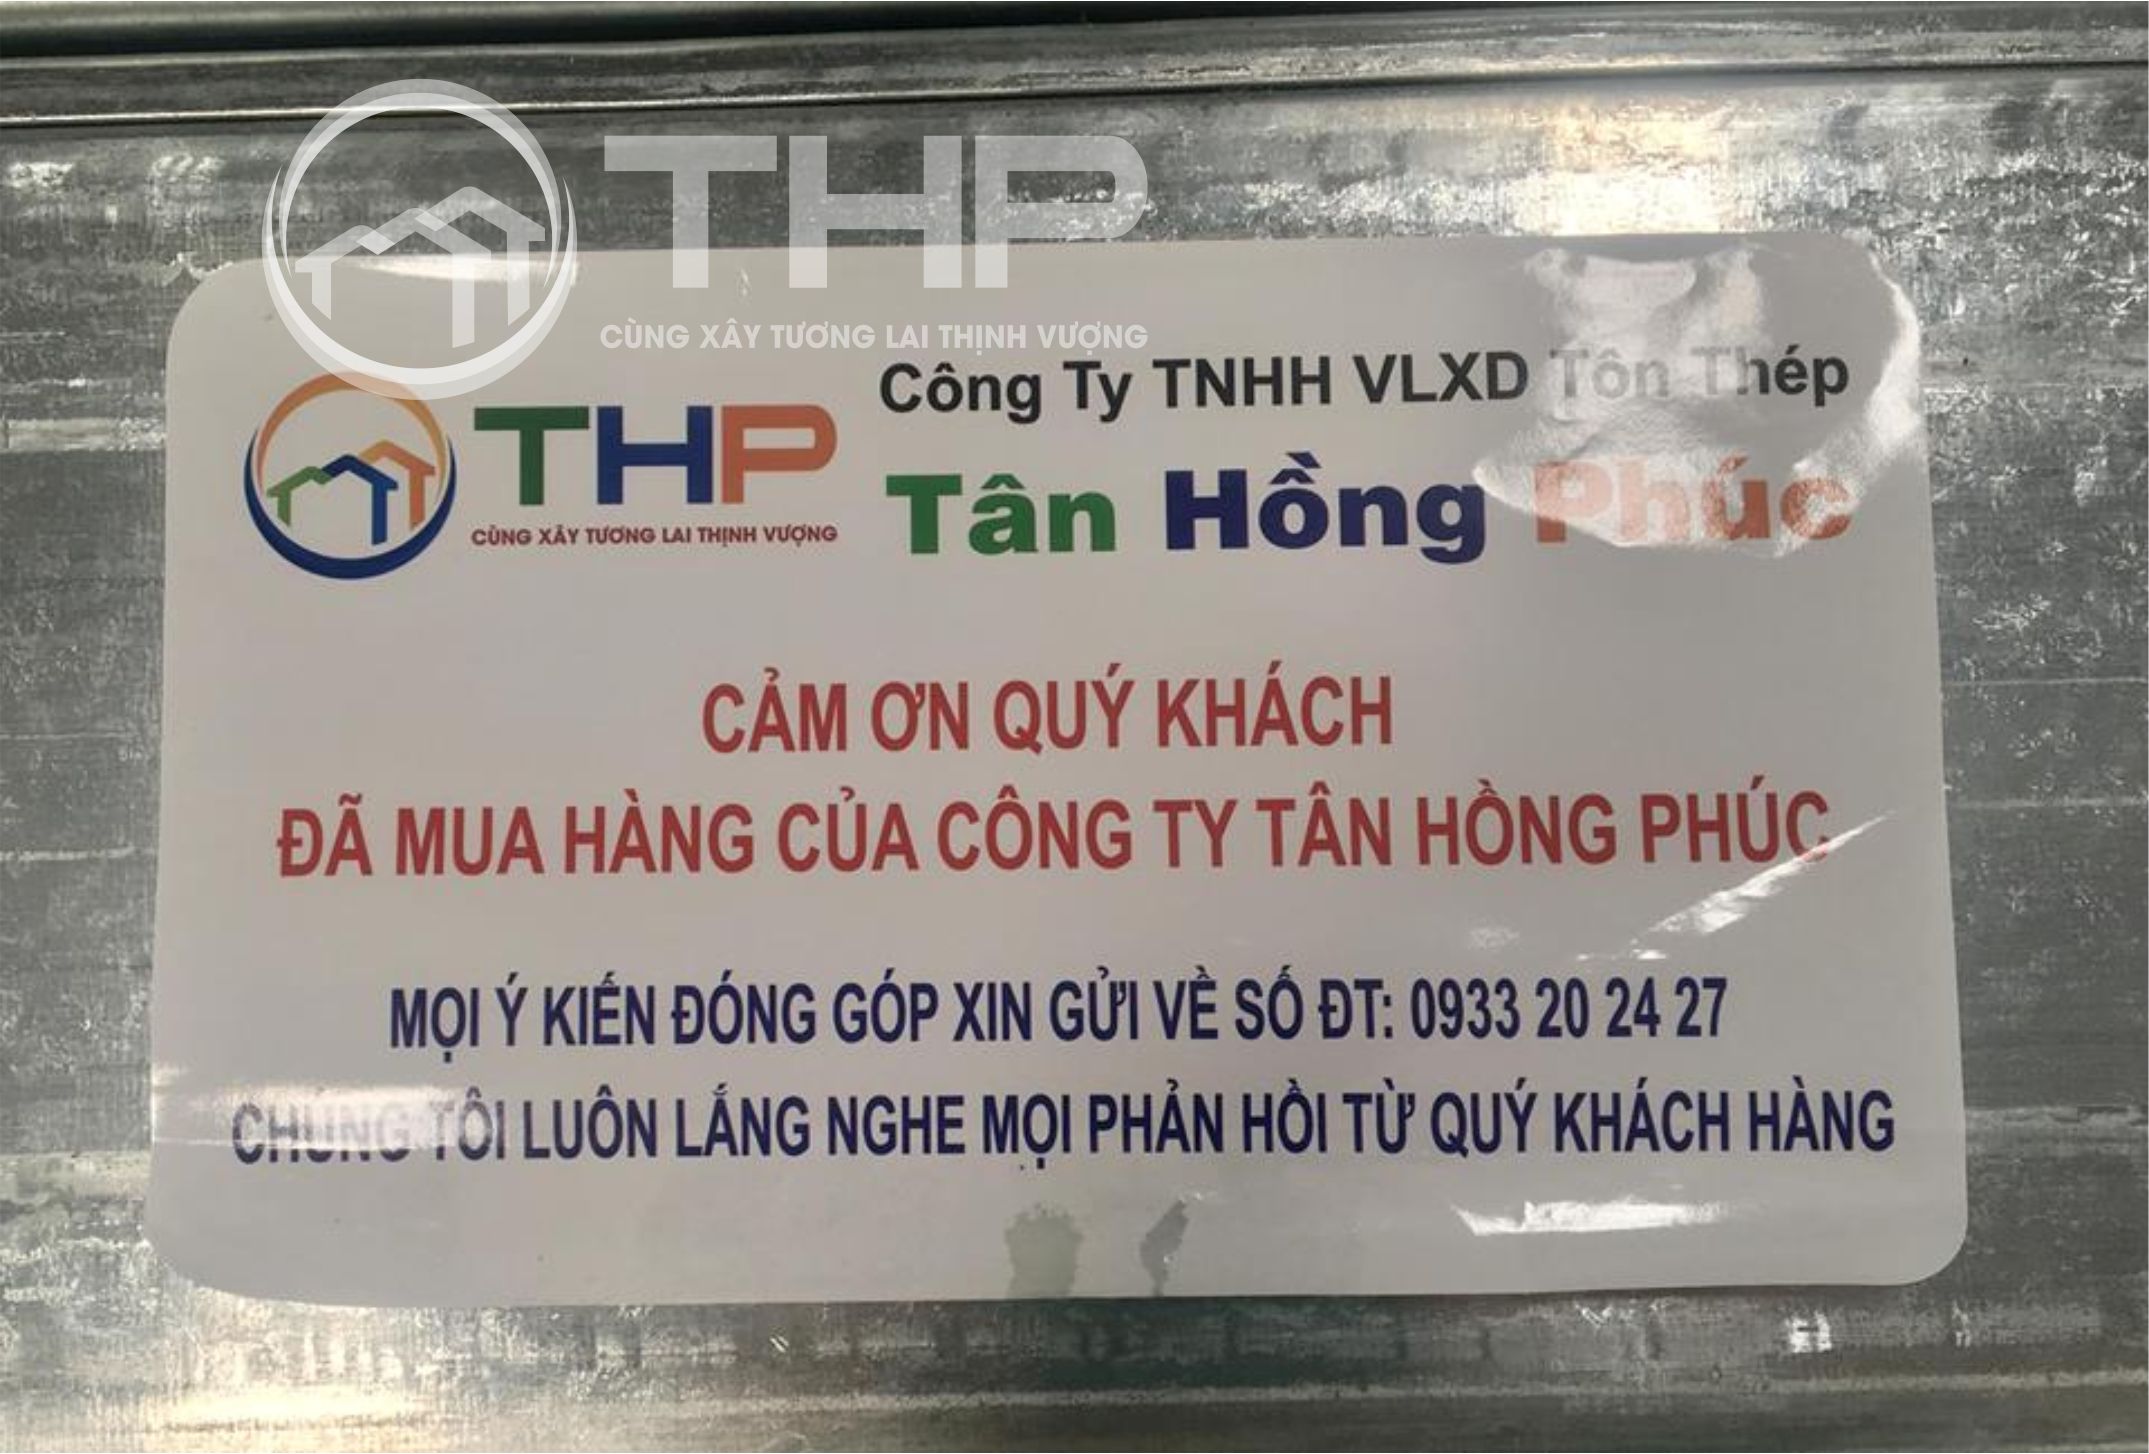 THP
CÙNG XÂY TƯƠNG LAI THỊNH VƯỢNG
Công Ty TNHH VLXD Tôn Thép
THP
Tân Hồng Phúc
CÙNG XÂY TƯƠNG LAI THỊNH VƯỢNG
CẢM ƠN QUÝ KHÁCH
ĐÃ MUA HÀNG CỦA CÔNG TY TÂN HỒNG PHÚC
MỌI Ý KIẾN ĐÓNG GÓP XIN GỬI VỀ SỐ ĐT: 0933 20 24 27
CHÚNG TÔI LUÔN LẮNG NGHE MỌI PHẢN HỒI TỪ QUÝ KHÁCH HÀNG